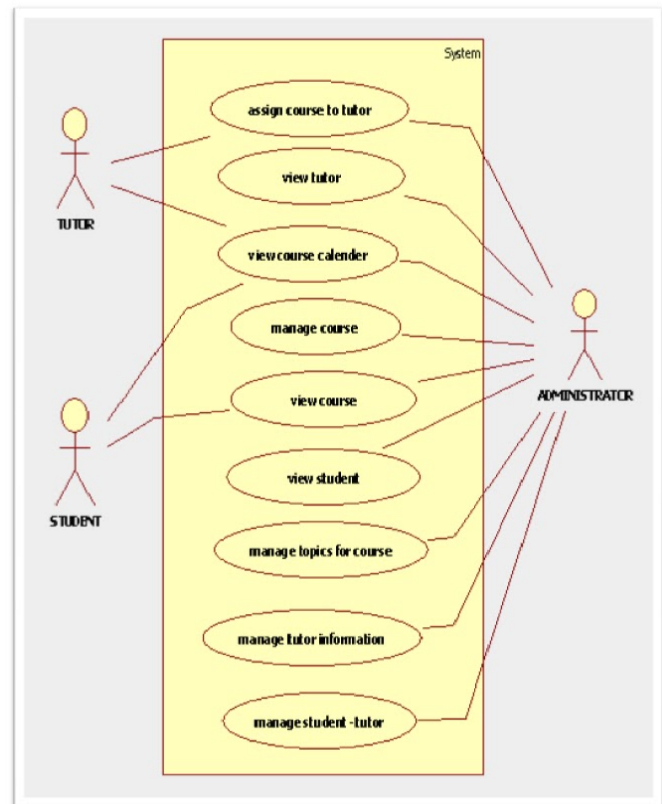 System
assign course to tutor
view tutor
TUTOR
view course calender
manage course
ADMINISTRATOR
view course
view student
STUDENT
manage topics for course
manage tutor information
manage student -tutor